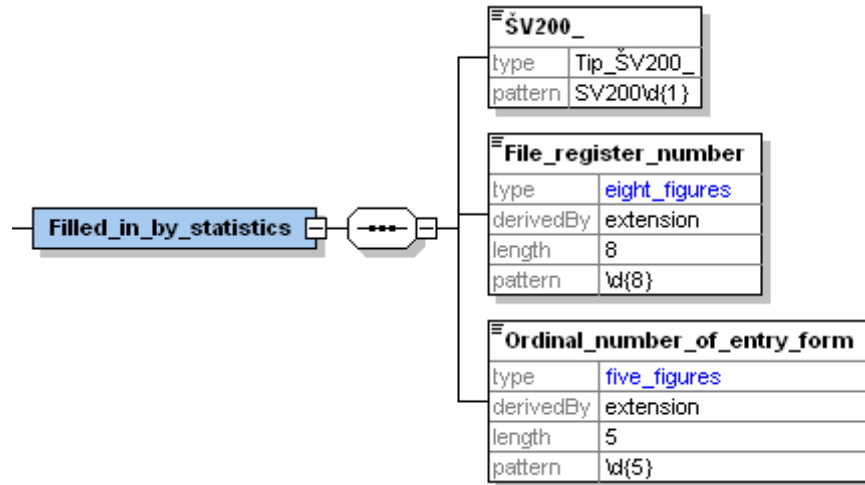 ŠV200_
type Tip_ŠV200_
pattern SV200\d{1}
File_register_number
type eight_figures
derivedBy extension
length 8
pattern \d{8}
Filled_in_by_statistics
Ordinal_number_of_entry_form
type five_figures
derivedBy extension
length 5
pattern \d{5}